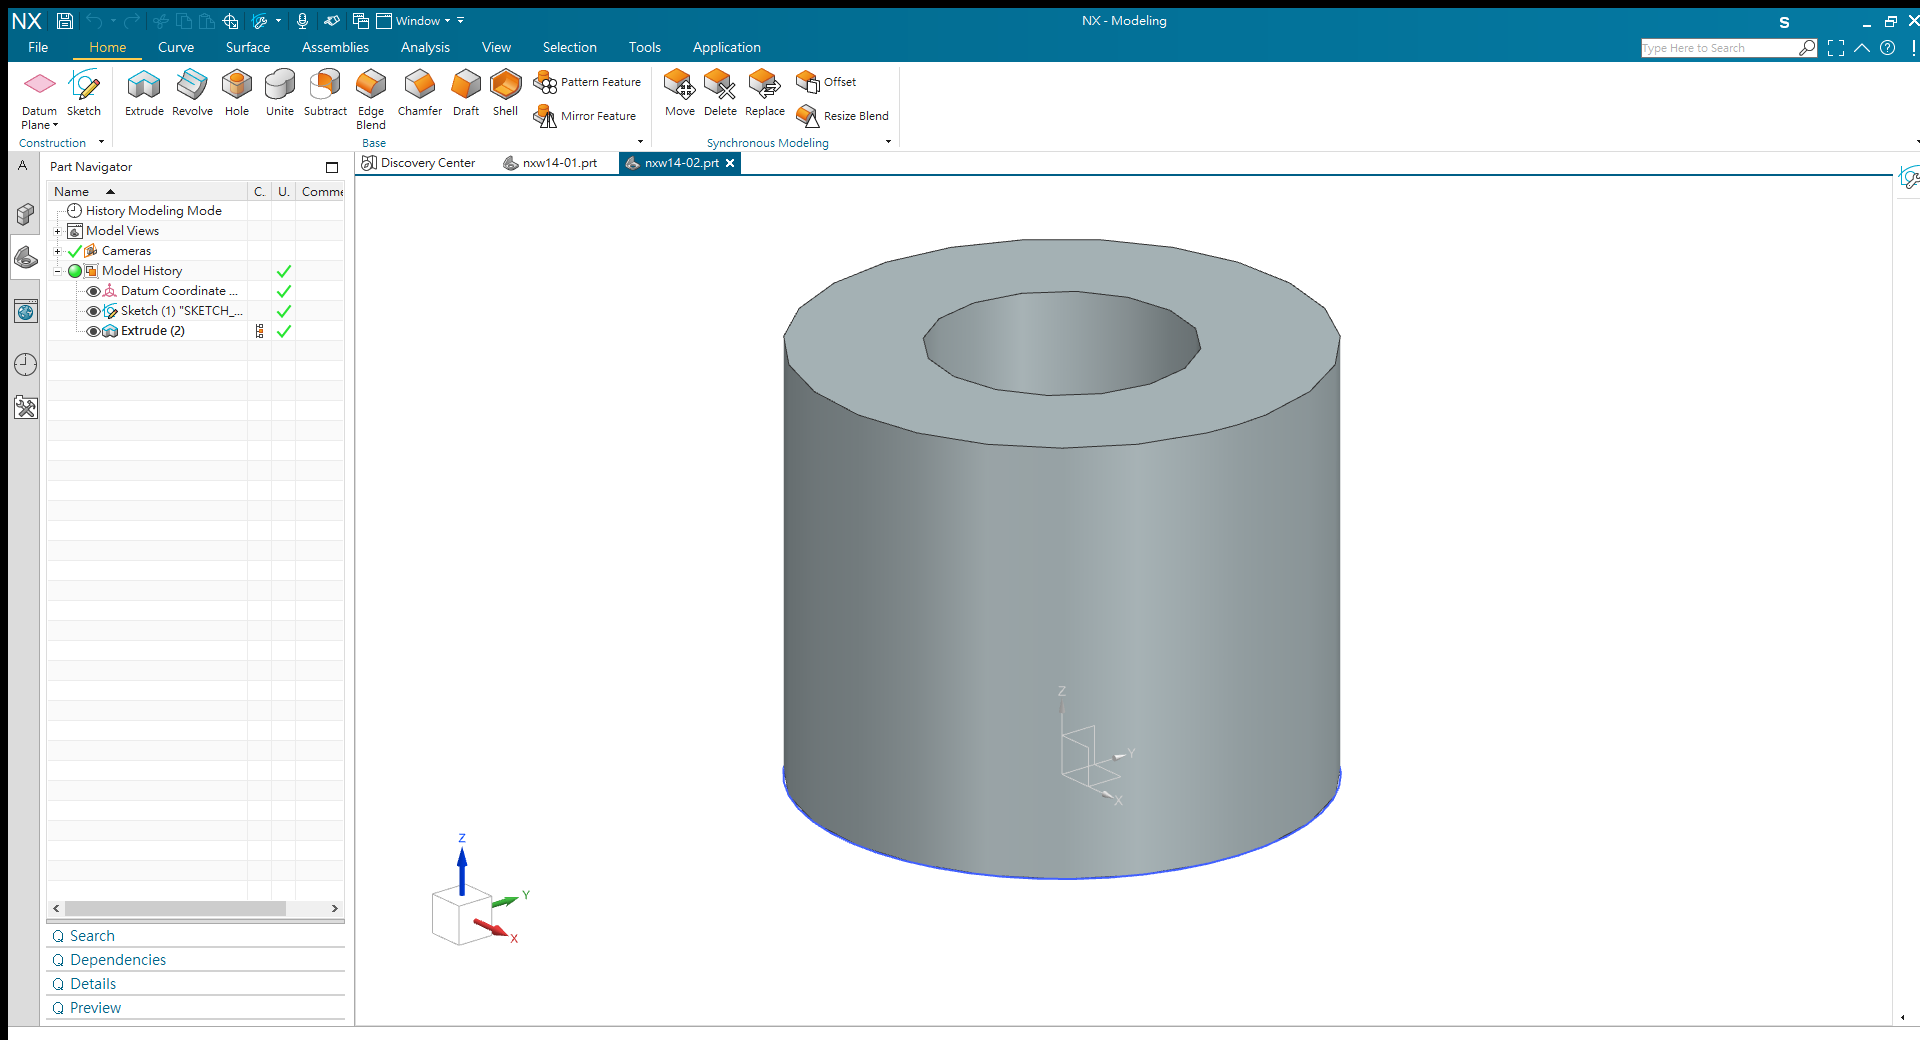 NX
Window
NX - Modeling
S
File
Home
Curve
Surface
Assemblies
Analysis
View
Selection
Tools
Application
Type Here to Search
Datum Plane
Sketch
Extrude
Revolve
Hole
Unite
Subtract
Edge Blend
Chamfer
Draft
Shell
Pattern Feature
Mirror Feature
Move
Delete
Replace
Offset
Resize Blend
Construction
Base
Synchronous Modeling
A
Part Navigator
Discovery Center
nxw14-01.prt
nxw14-02.prt
Name
C.
U.
Comme
History Modeling Mode
Model Views
Cameras
Model History
Datum Coordinate ...
Sketch (1) "SKETCH_...
Extrude (2)
Z
Y
X
Z
Y
X
Search
Dependencies
Details
Preview